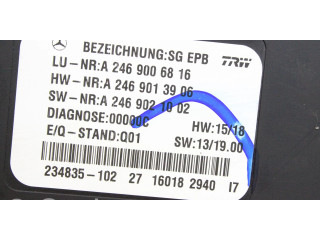 BEZEICHNUNG:SG EPB TRW
LU-NR:A 246 900 68 16
HW-NR:A 246 901 39 06
SW-NR:A 246 902 10 02
DIAGNOSE:00000C HW:15/18
E/Q-STAND:Q01 SW:13/19.00
234835-102 27 16018 2940 I7